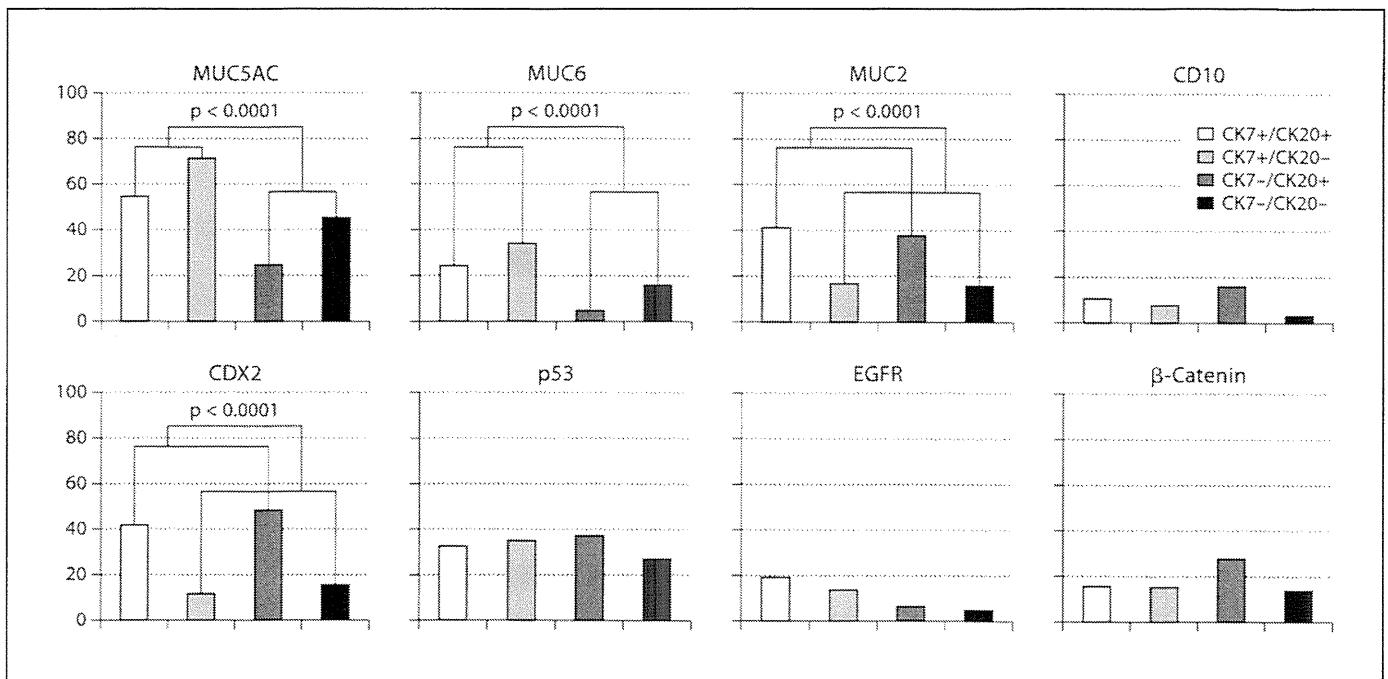 MUC5AC
MUC6
MUC2
CD10
100
80
60
40
20
0
p < 0.0001
p < 0.0001
p < 0.0001
CK7+/CK20+
CK7+/CK20–
CK7–/CK20+
CK7–/CK20–
CDX2
p53
EGFR
β-Catenin
100
80
60
40
20
0
p < 0.0001